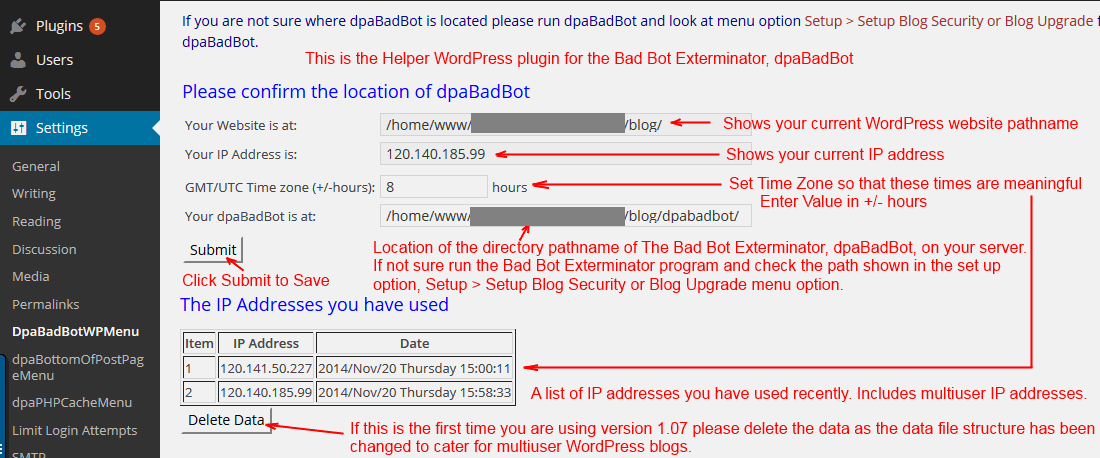 Plugins 5
Users
Tools
Settings
General
Writing
Reading
Discussion
Media
Permalinks
DpaBadBotWPMenu
dpaBottomOfPostPag
eMenu
dpaPHPCacheMenu
Limit Login Attempts
SMTP
If you are not sure where dpaBadBot is located please run dpaBadBot and look at menu option Setup > Setup Blog Security or Blog Upgrade f
dpaBadBot.
This is the Helper WordPress plugin for the Bad Bot Exterminator, dpaBadBot
Please confirm the location of dpaBadBot
Your Website is at: /home/www/ /blog/ Shows your current WordPress website pathname
Your IP Address is: 120.140.185.99 Shows your current IP address
GMT/UTC Time zone (+/-hours): 8 hours Set Time Zone so that these times are meaningful
Enter Value in +/- hours
Your dpaBadBot is at: /home/www/ /blog/dpabadbot/
Submit
Location of the directory pathname of The Bad Bot Exterminator, dpaBadBot, on your server.
If not sure run the Bad Bot Exterminator program and check the path shown in the set up
option, Setup > Setup Blog Security or Blog Upgrade menu option.
Click Submit to Save
The IP Addresses you have used
Item IP Address Date
1 120.141.50.227 2014/Nov/20 Thursday 15:00:11
2 120.140.185.99 2014/Nov/20 Thursday 15:58:33
A list of IP addresses you have used recently. Includes multiuser IP addresses.
Delete Data
If this is the first time you are using version 1.07 please delete the data as the data file structure has been
changed to cater for multiuser WordPress blogs.